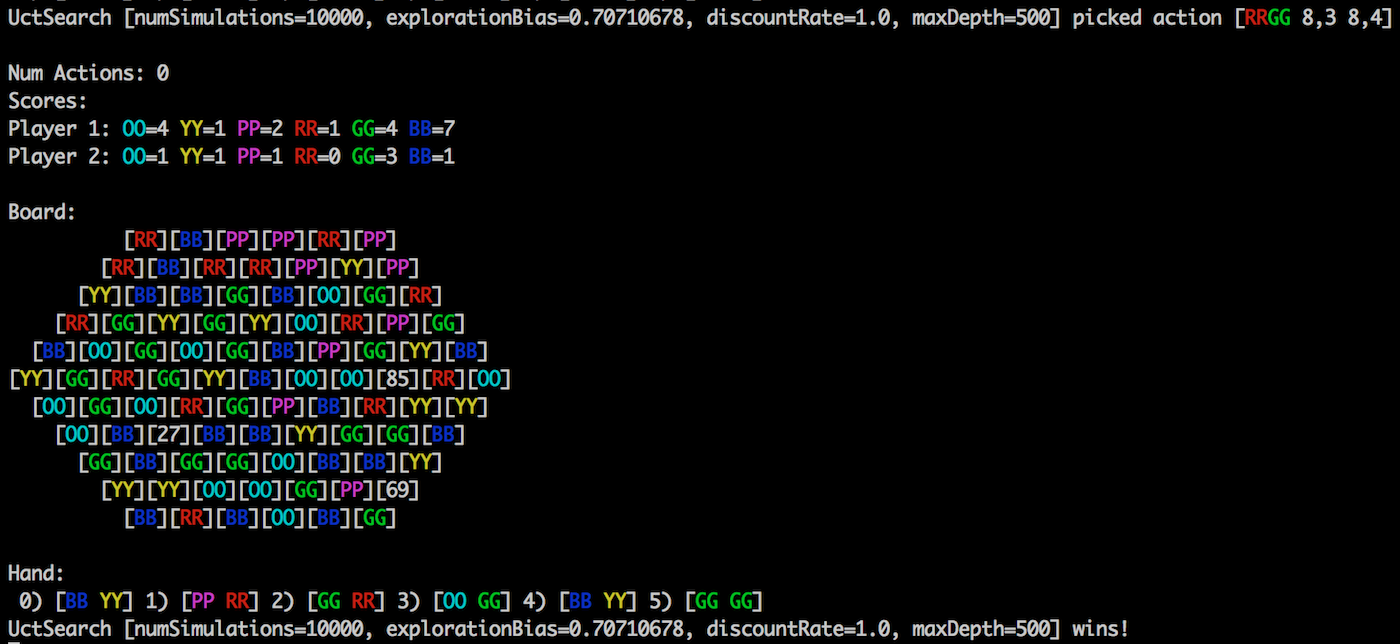 UctSearch [numSimulations=10000, explorationBias=0.70710678, discountRate=1.0, maxDepth=500] picked action [RRGG 8,3 8,4]
Num Actions: 0
Scores:
Player 1: OO=4 YY=1 PP=2 RR=1 GG=4 BB=7
Player 2: OO=1 YY=1 PP=1 RR=0 GG=3 BB=1
Board:
[RR][BB][PP][PP][RR][PP]
[RR][BB][RR][RR][PP][YY][PP]
[YY][BB][BB][GG][BB][OO][GG][RR]
[RR][GG][YY][GG][YY][OO][RR][PP][GG]
[BB][OO][GG][OO][GG][BB][PP][GG][YY][BB]
[YY][GG][RR][GG][YY][BB][OO][OO][85][RR][OO]
[OO][GG][OO][RR][GG][PP][BB][RR][YY][YY]
[OO][BB][27][BB][BB][YY][GG][GG][BB]
[GG][BB][GG][GG][OO][BB][BB][YY]
[YY][YY][OO][OO][GG][PP][69]
[BB][RR][BB][OO][BB][GG]
Hand:
0) [BB YY] 1) [PP RR] 2) [GG RR] 3) [OO GG] 4) [BB YY] 5) [GG GG]
UctSearch [numSimulations=10000, explorationBias=0.70710678, discountRate=1.0, maxDepth=500] wins!